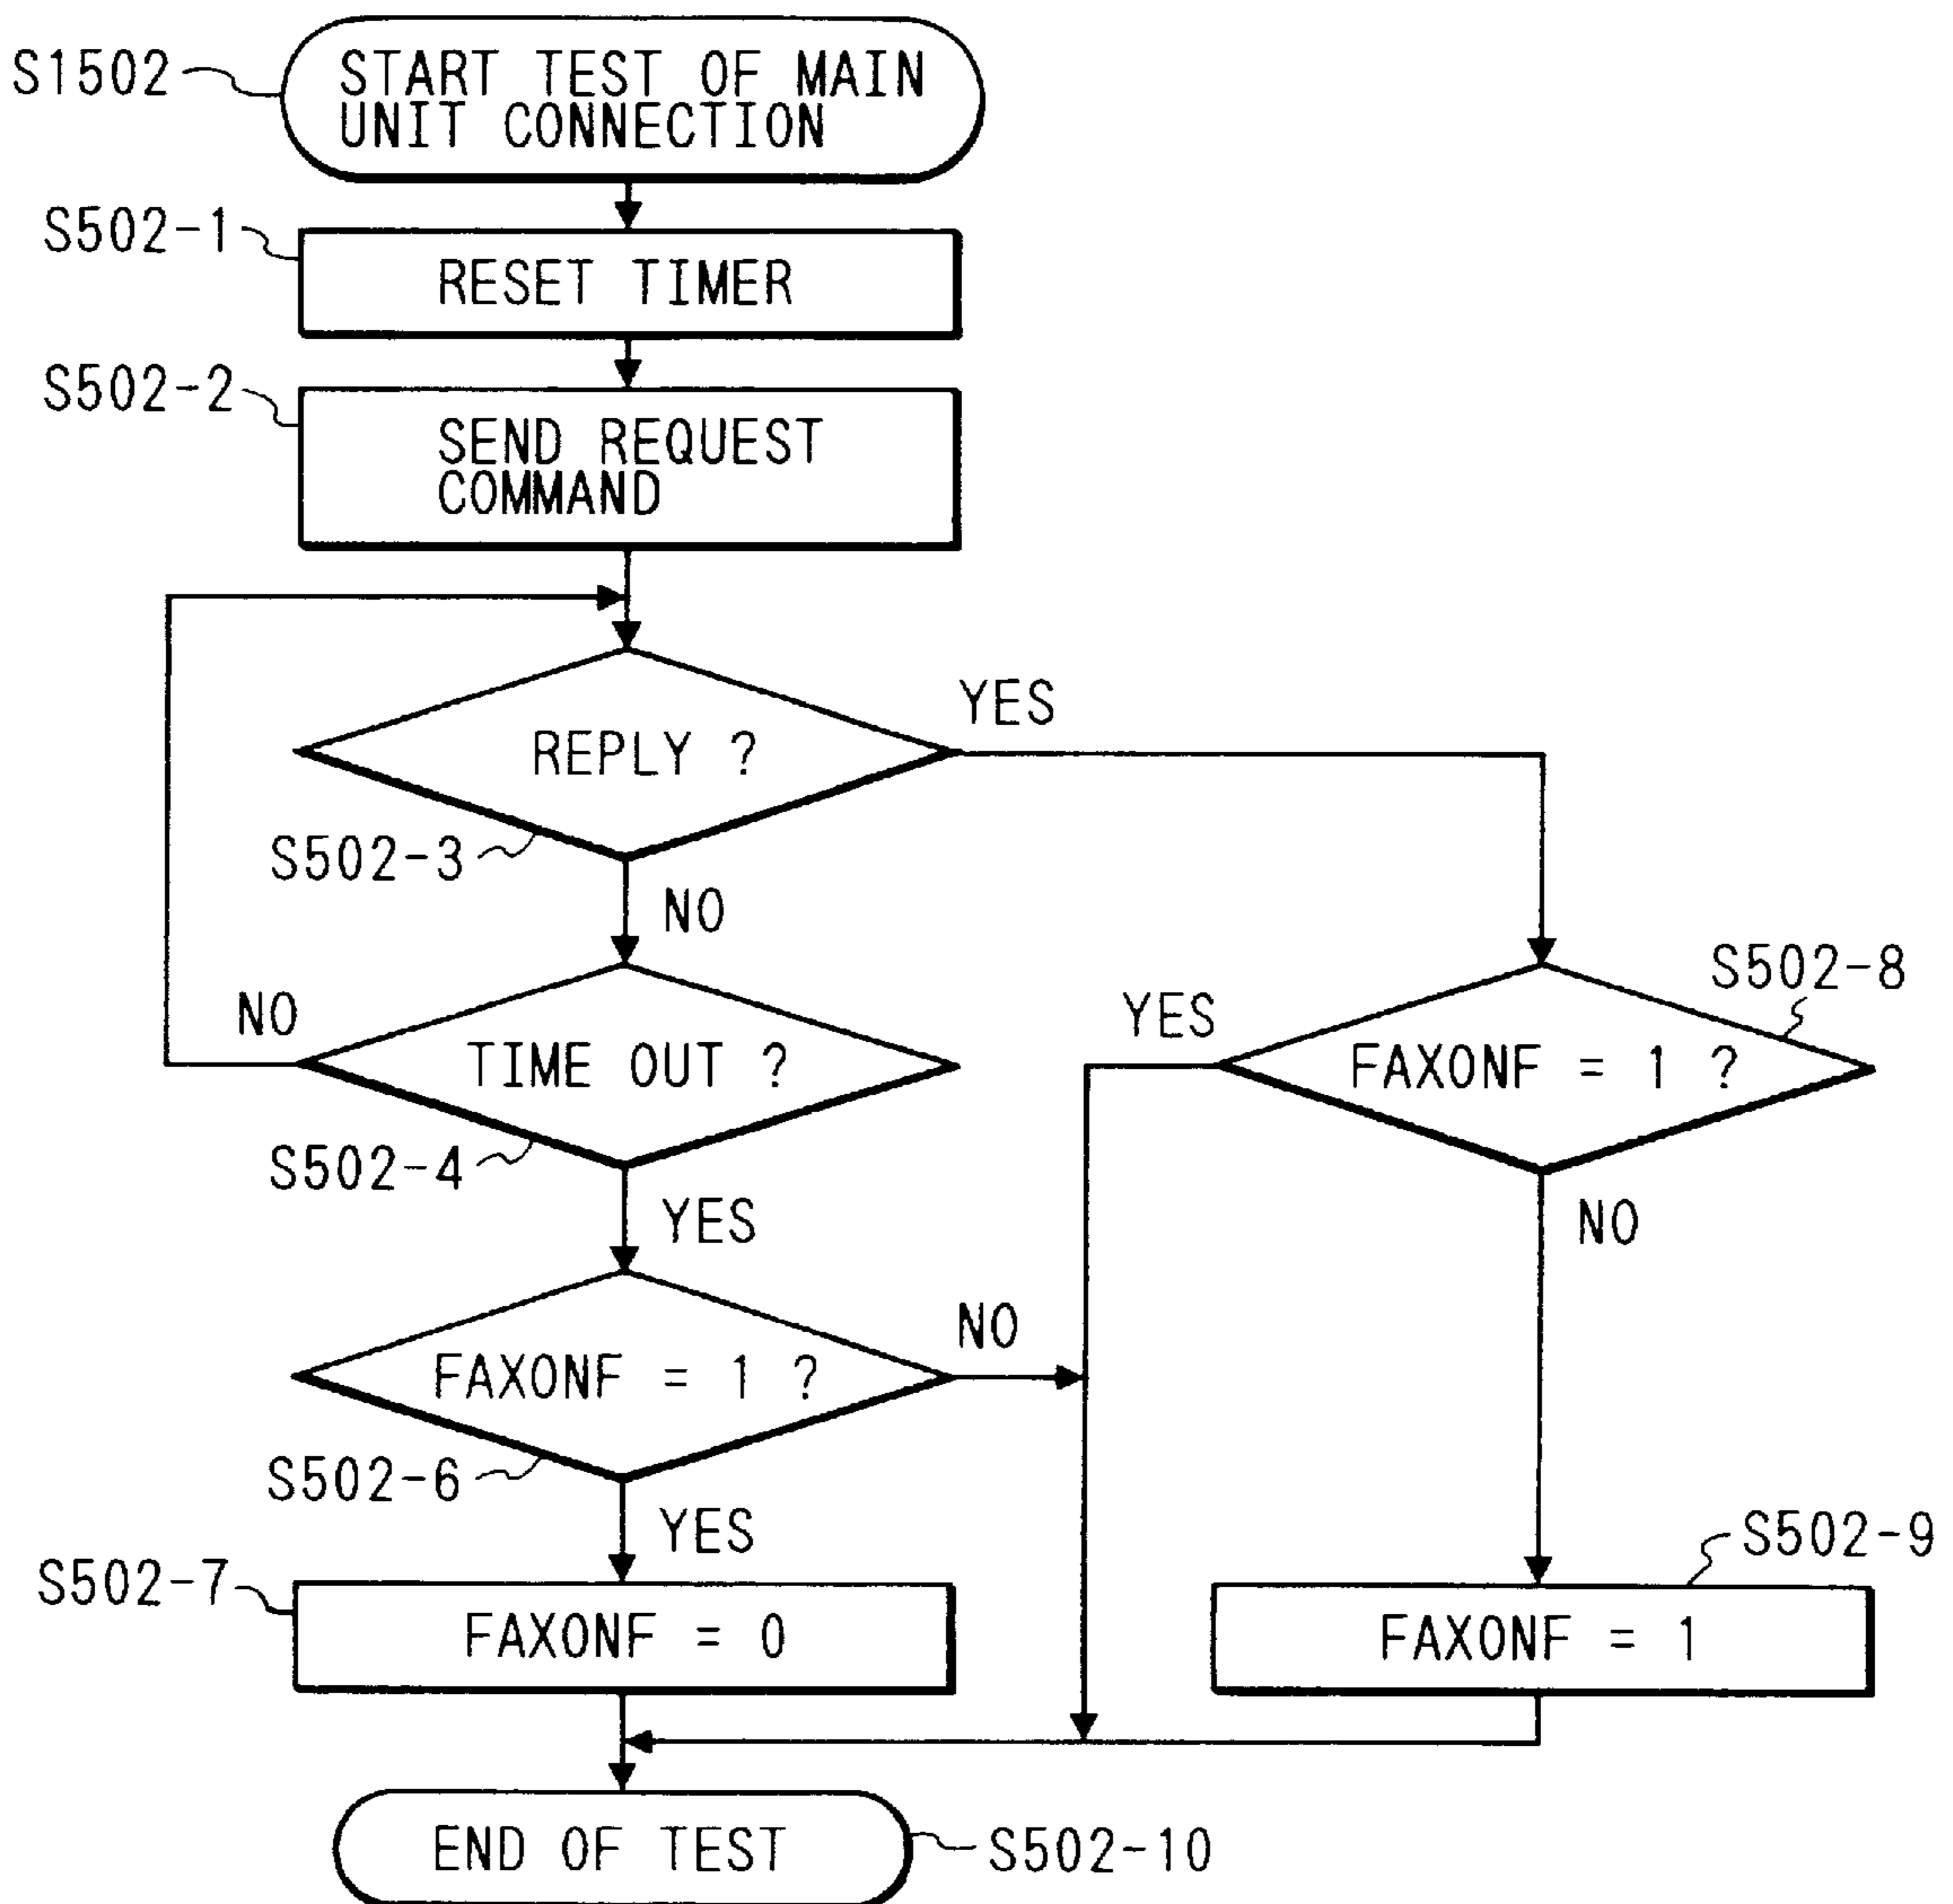 S1502
START TEST OF MAIN
UNIT CONNECTION
S502-1
RESET TIMER
S502-2
SEND REQUEST
COMMAND
YES
REPLY ?
S502-3
NO
S502-8
NO
YES
TIME OUT ?
FAXONF = 1 ?
S502-4
YES
NO
NO
FAXONF = 1 ?
S502-6
YES
S502-9
S502-7
FAXONF = 0
FAXONF = 1
END OF TEST
S502-10